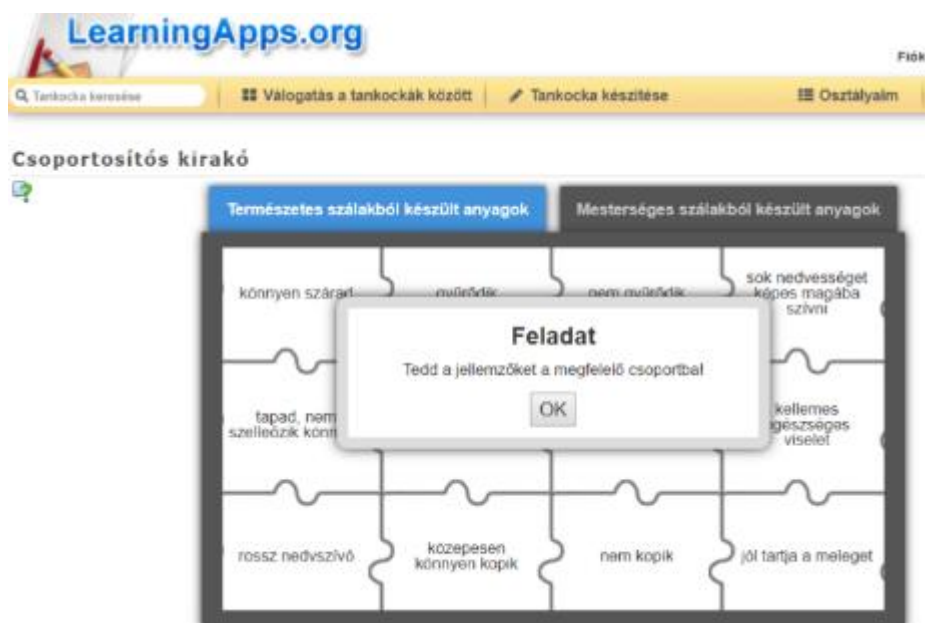 LearningApps.org
Fiók
Tankocka keresése
Válogatás a tankockák között
Tankocka készítése
Osztályaim
Csoportosítós kirakó
Természetes szálakból készült anyagok
Mesterséges szálakból készült anyagok
könnyen szárad
gyűrődik
nem gyűrődik
sok nedvességet
képes magába
szívni
Feladat
Tedd a jellemzőket a megfelelő csoportba!
OK
tapad, nem
szellőzik könn
kellemes
egészséges
viselet
rossz nedvszívó
közepesen
könnyen kopik
nem kopik
jól tartja a meleget